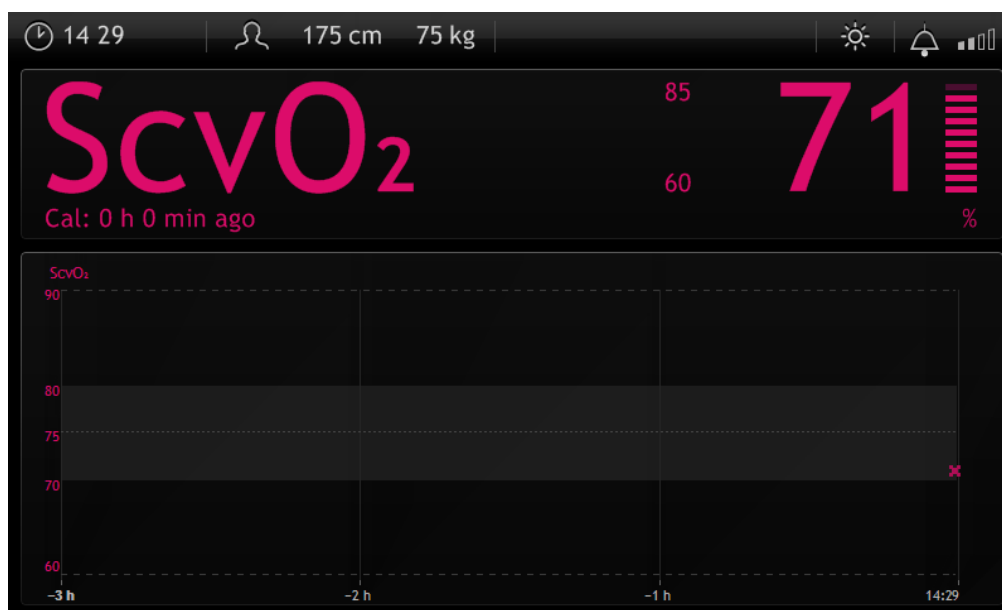 14 29 175 cm 75 kg
ScvO₂ 85 71
60
Cal: 0 h 0 min ago %
ScvO₂
90
80
75
70
60
−3 h −2 h −1 h 14:29